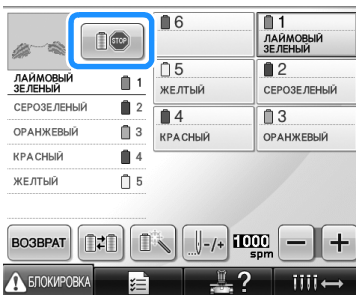 STOP
ЛАЙМОВЫЙ
ЗЕЛЕНЫЙ
1
СЕРОЗЕЛЕНЫЙ
2
ОРАНЖЕВЫЙ
3
КРАСНЫЙ
4
ЖЕЛТЫЙ
5
6
1
ЛАЙМОВЫЙ
ЗЕЛЕНЫЙ
5
ЖЕЛТЫЙ
2
СЕРОЗЕЛЕНЫЙ
4
КРАСНЫЙ
3
ОРАНЖЕВЫЙ
ВОЗВРАТ
-/+
1000
spm
−
+
БЛОКИРОВКА
?